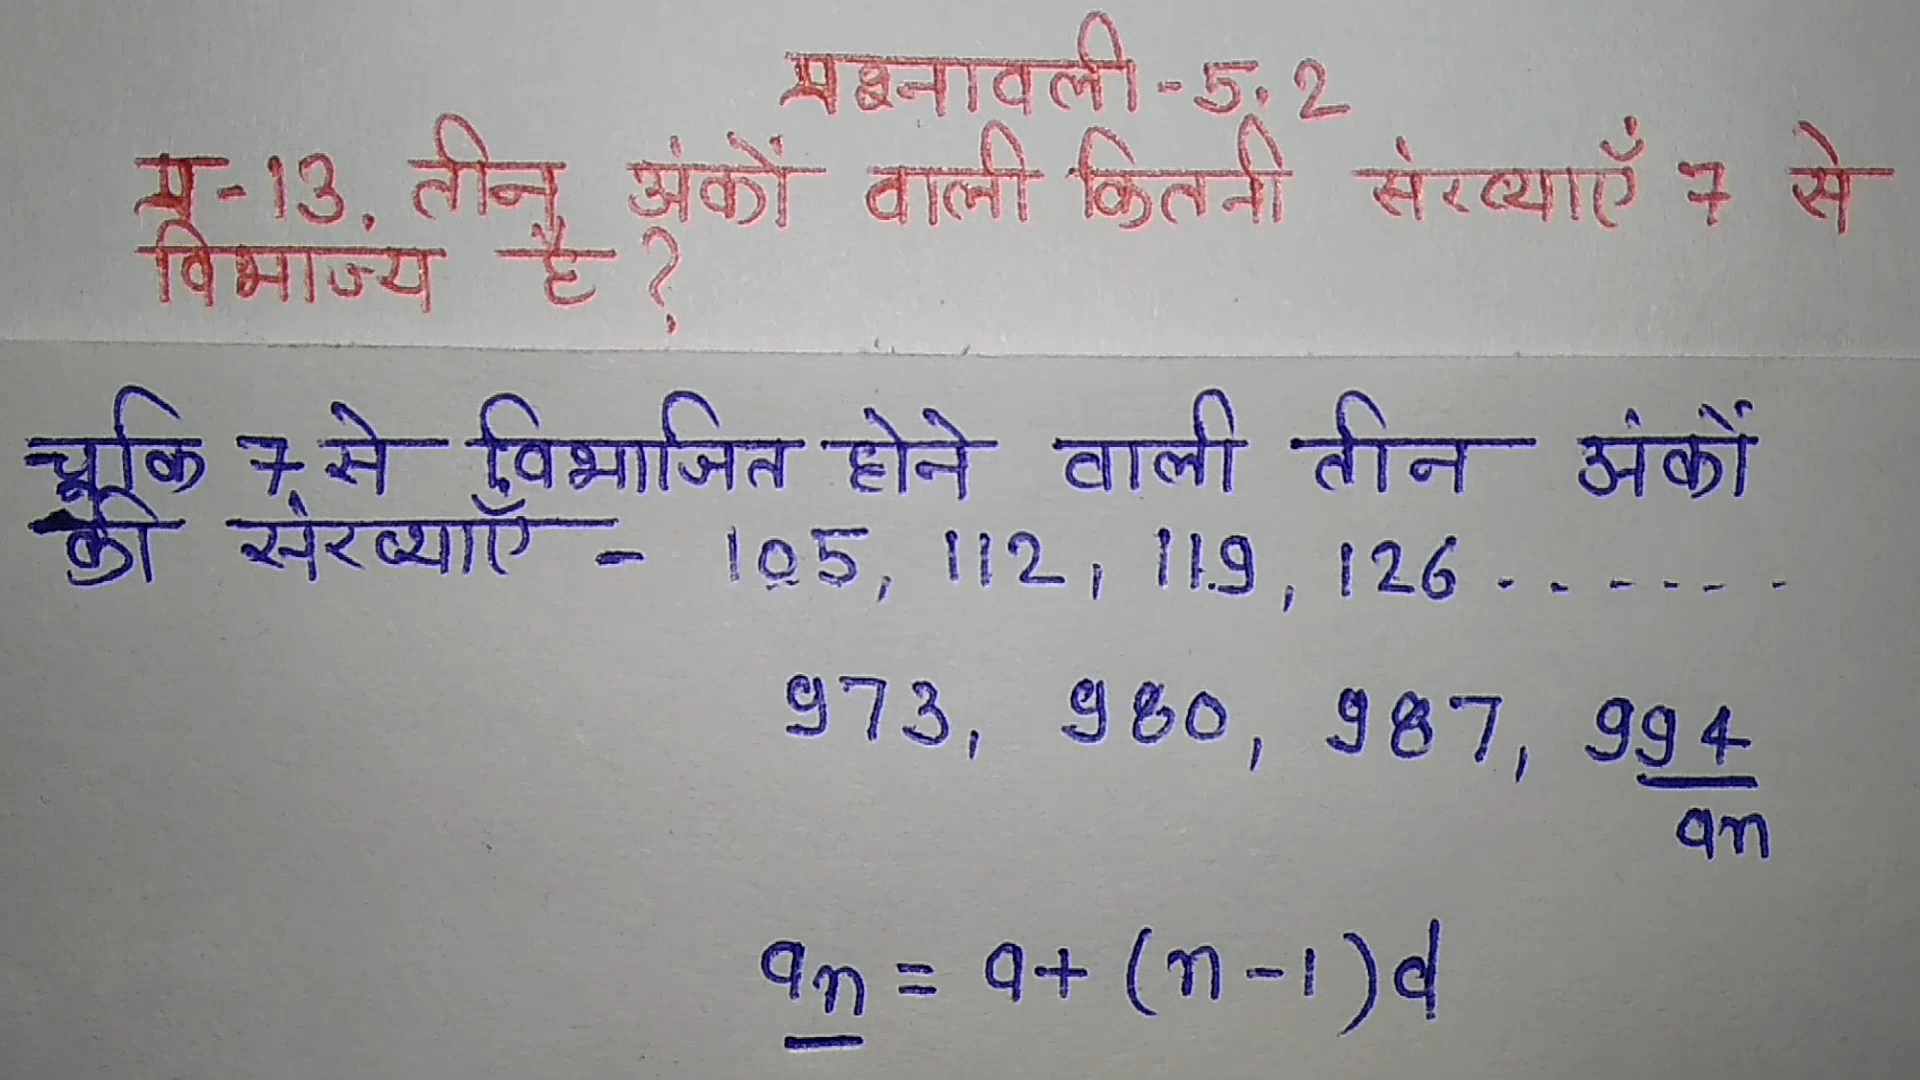 प्रश्नावली-5.2
प्र-13. तीन अंकों वाली कितनी संख्याएँ 7 से
विभाज्य है?
चूकि 7 से विभाजित होने वाली तीन अंकों
की संख्याएँ - 105, 112, 119, 126.......
973, 980, 987, 994
an
an = a+(n-1)d